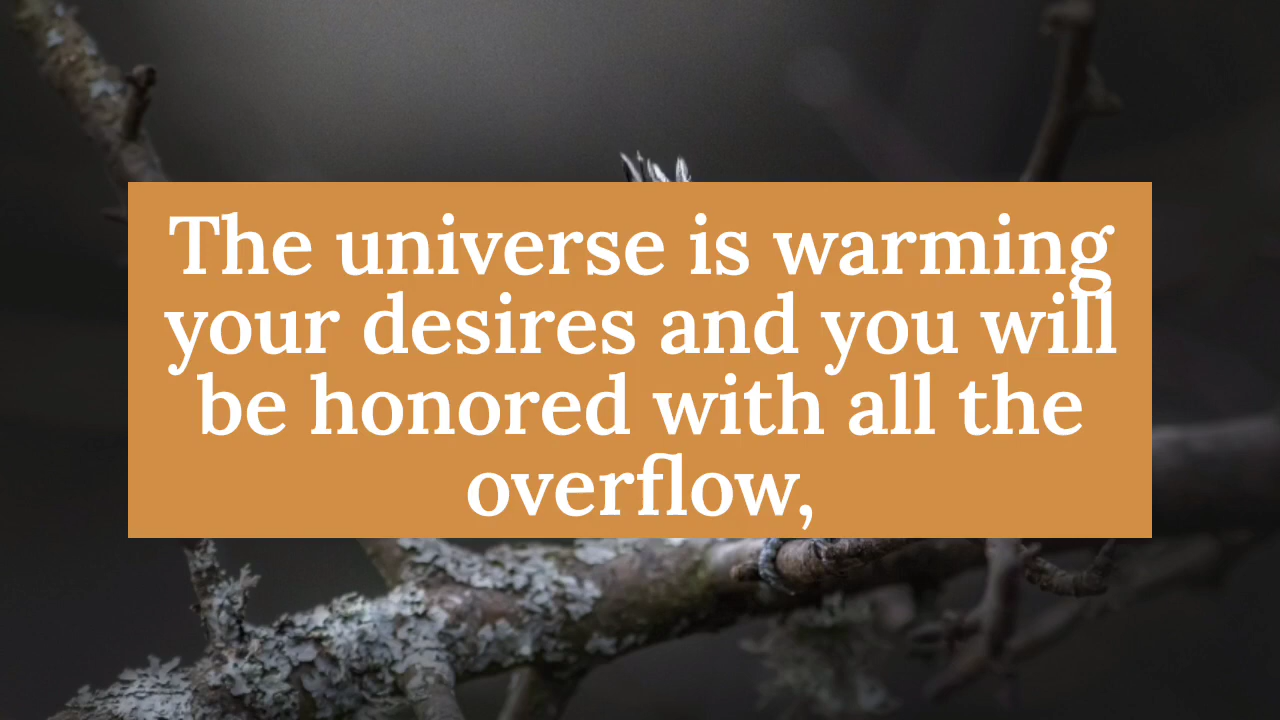 The universe is warming
your desires and you will
be honored with all the
overflow,